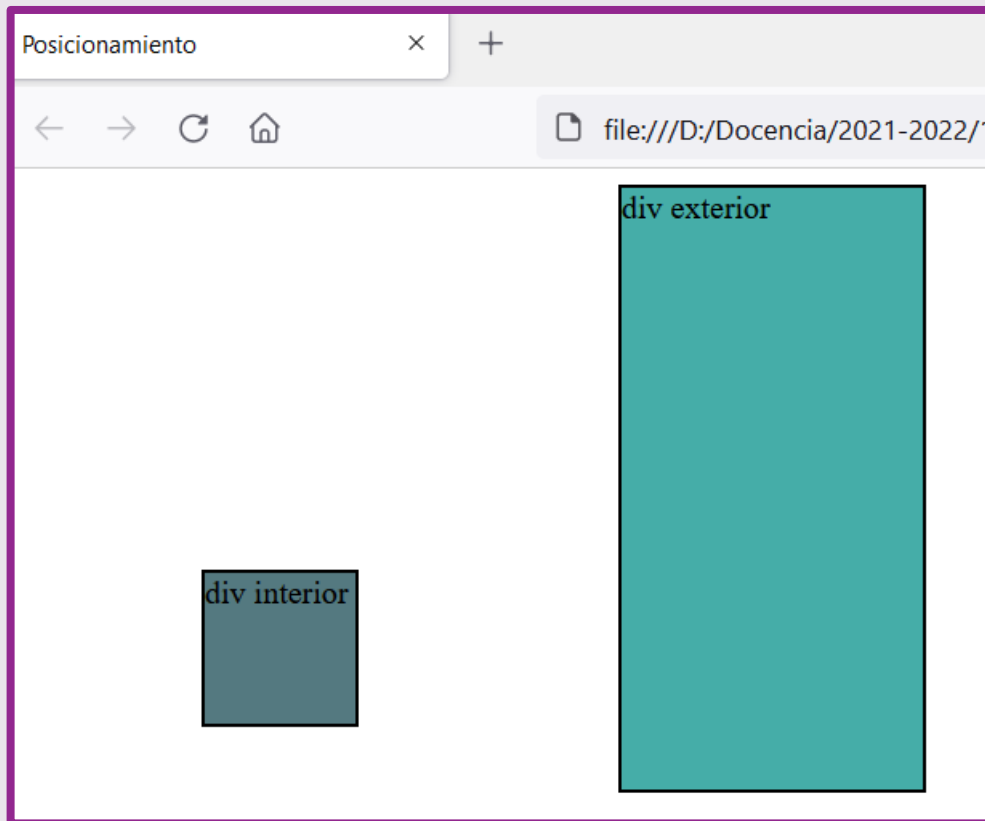 Posicionamiento
file:///D:/Docencia/2021-2022/
div exterior
div interior